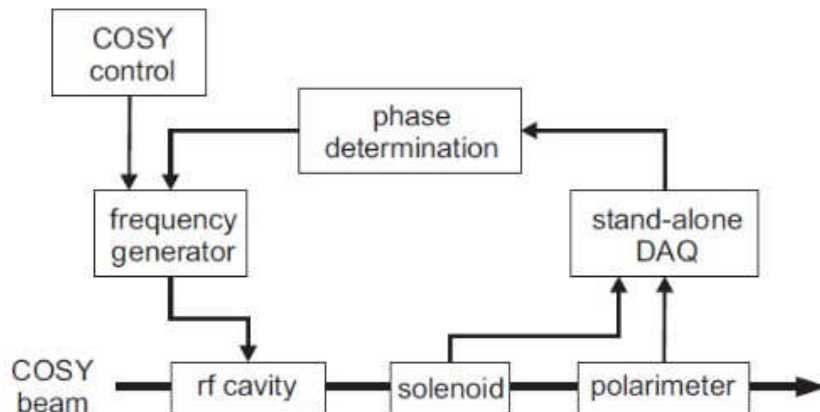 COSY
control
phase
determination
frequency
generator
stand-alone
DAQ
COSY
beam
rf cavity
solenoid
polarimeter